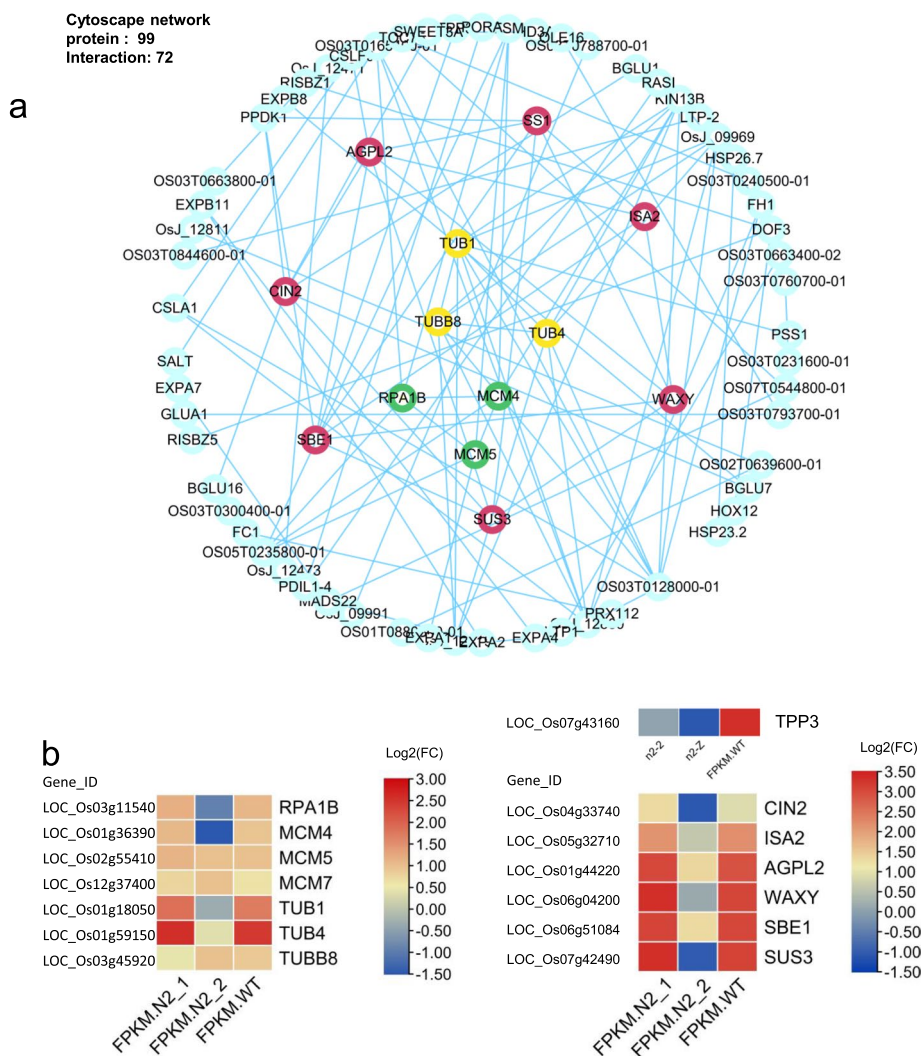 Cytoscape network
protein : 99
Interaction: 72
a
OLE16
BGLU1
RASI
KIN13B
LTP-2
OsJ_09969
HSP26.7
OS03T0240500-01
FH1
DOF3
OS03T0663400-02
OS03T0760700-01
PSS1
OS03T0231600-01
OS07T0544800-01
OS03T0793700-01
OS02T0639600-01
BGLU7
HOX12
HSP23.2
OS03T0128000-01
PRX112
EXPA4
EXPA2
MADS22
PDIL1-4
OsJ_12473
OS05T0235800-01
FC1
OS03T0300400-01
BGLU16
RISBZ5
GLUA1
EXPA7
SALT
CSLA1
OS03T0844600-01
OsJ_12811
EXPB11
OS03T0663800-01
PPDK1
EXPB8
RISBZ1
SWEET5A
SS1
AGPL2
ISA2
TUB1
CIN2
TUBB8
TUB4
RPA1B
MCM4
WAXY
SBE1
MCM5
SUS3
b
Gene_ID
LOC_Os03g11540 RPA1B
LOC_Os01g36390 MCM4
LOC_Os02g55410 MCM5
LOC_Os12g37400 MCM7
LOC_Os01g18050 TUB1
LOC_Os01g59150 TUB4
LOC_Os03g45920 TUBB8
FPKM.N2_1
FPKM.N2_2
FPKM.WT
Log2(FC)
3.00
2.50
2.00
1.50
1.00
0.50
0.00
-0.50
-1.00
-1.50
LOC_Os07g43160 TPP3
n2-2
n2-Z
FPKM.WT
Gene_ID
LOC_Os04g33740 CIN2
LOC_Os05g32710 ISA2
LOC_Os01g44220 AGPL2
LOC_Os06g04200 WAXY
LOC_Os06g51084 SBE1
LOC_Os07g42490 SUS3
FPKM.N2_1
FPKM.N2_2
FPKM.WT
Log2(FC)
3.50
3.00
2.50
2.00
1.50
1.00
0.50
0.00
-0.50
-1.00
-1.50